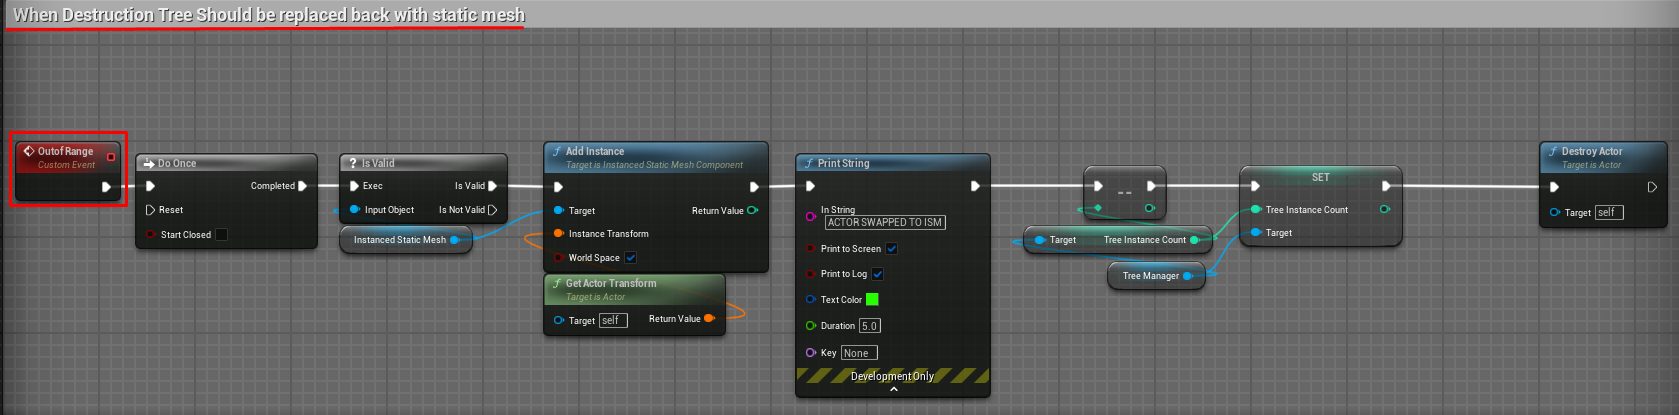 When Destruction Tree Should be replaced back with static mesh
Outof Range
Custom Event
Do Once
Completed
Reset
Start Closed
? Is Valid
Exec
Is Valid
Input Object
Is Not Valid
Instanced Static Mesh
f Add Instance
Target is Instanced Static Mesh Component
Target
Return Value
Instance Transform
World Space
f Get Actor Transform
Target is Actor
Target self
Return Value
f Print String
In String
ACTOR SWAPPED TO ISM
Print to Screen
Print to Log
Text Color
Duration 5.0
Key None
Development Only
--
Target
Tree Instance Count
Tree Manager
SET
Tree Instance Count
Target
f Destroy Actor
Target is Actor
Target self